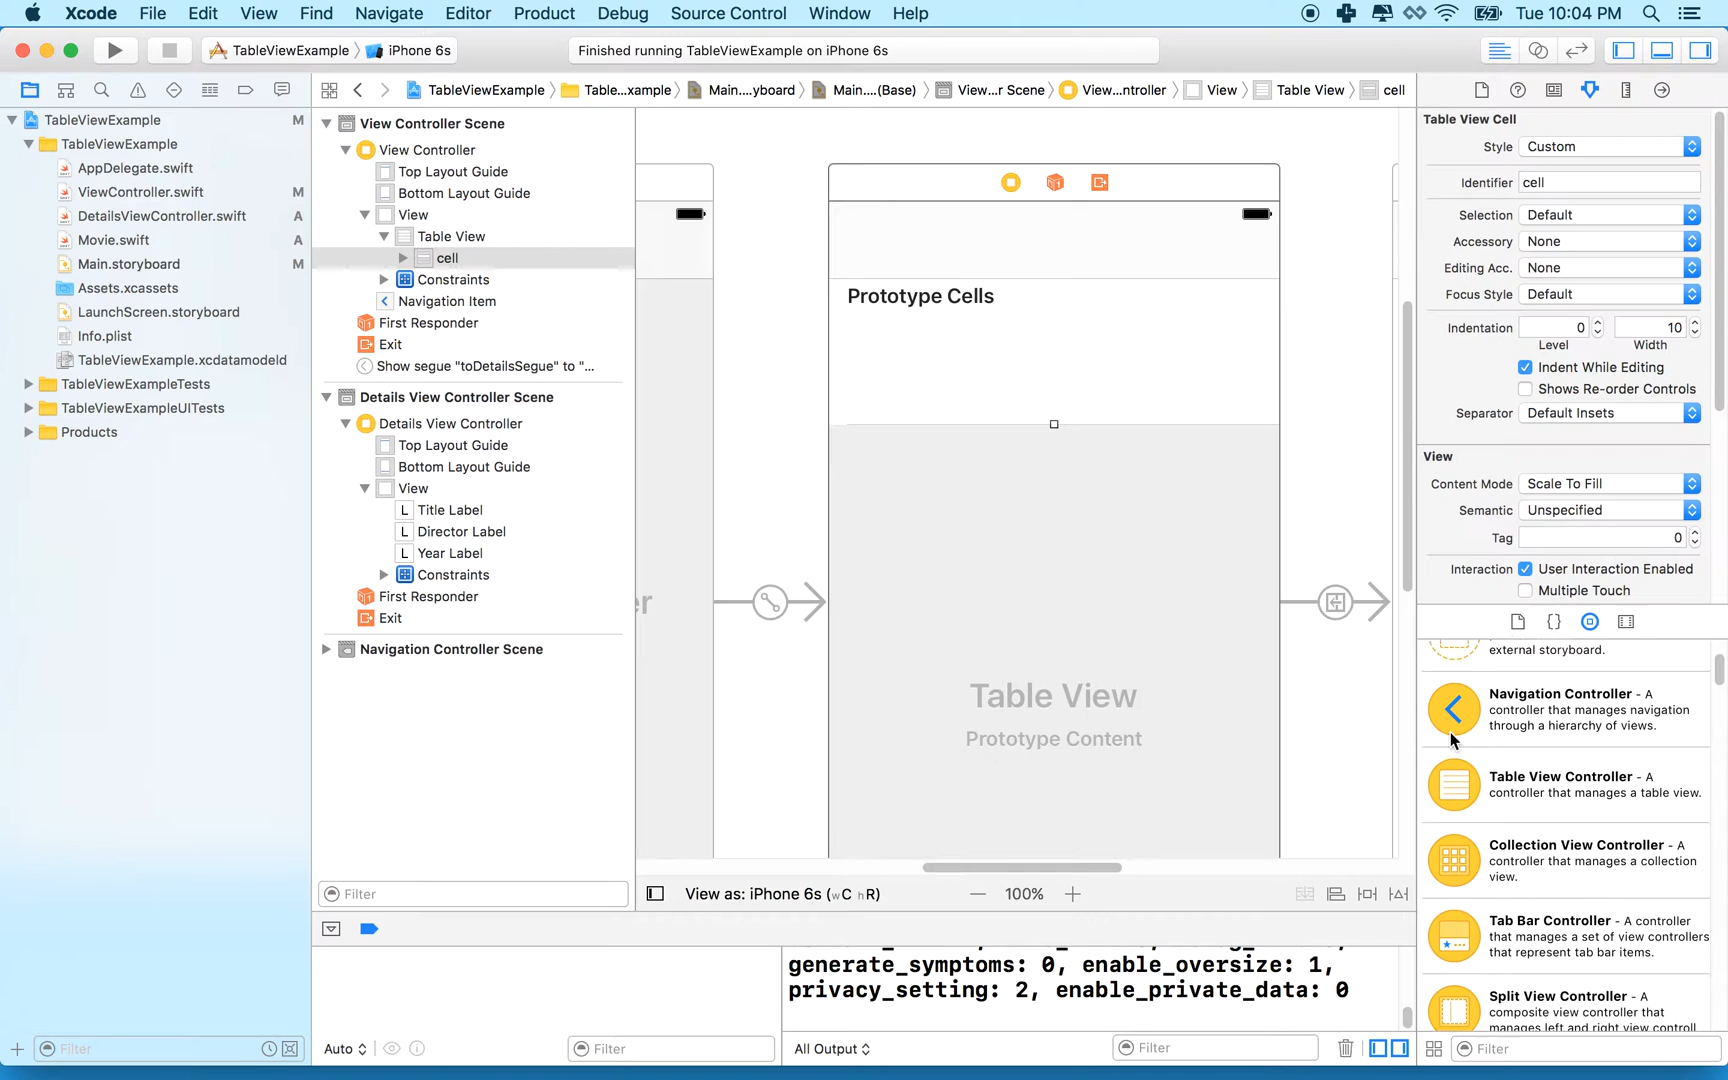 Xcode File Edit View Find Navigate Editor Product Debug Source Control Window Help Tue 10:04 PM
TableViewExample iPhone 6s Finished running TableViewExample on iPhone 6s
TableViewExample Table...xample Main....yboard Main....(Base) View...r Scene View...ntroller View Table View cell
TableViewExample M
TableViewExample
AppDelegate.swift
ViewController.swift M
DetailsViewController.swift A
Movie.swift A
Main.storyboard M
Assets.xcassets
LaunchScreen.storyboard
Info.plist
TableViewExample.xcdatamodeld
TableViewExampleTests
TableViewExampleUITests
Products
Filter
View Controller Scene
View Controller
Top Layout Guide
Bottom Layout Guide
View
Table View
cell
Constraints
Navigation Item
First Responder
Exit
Show segue "toDetailsSegue" to "...
Details View Controller Scene
Details View Controller
Top Layout Guide
Bottom Layout Guide
View
L Title Label
L Director Label
L Year Label
Constraints
First Responder
Exit
Navigation Controller Scene
Filter
Prototype Cells
Table View
Prototype Content
View as: iPhone 6s (wC hR) 100%
generate_symptoms: 0, enable_oversize: 1,
privacy_setting: 2, enable_private_data: 0
Auto Filter
All Output Filter
Table View Cell
Style Custom
Identifier cell
Selection Default
Accessory None
Editing Acc. None
Focus Style Default
Indentation 0 10
Level Width
Indent While Editing
Shows Re-order Controls
Separator Default Insets
View
Content Mode Scale To Fill
Semantic Unspecified
Tag 0
Interaction User Interaction Enabled
Multiple Touch
external storyboard.
Navigation Controller - A
controller that manages navigation
through a hierarchy of views.
Table View Controller - A
controller that manages a table view.
Collection View Controller - A
controller that manages a collection
view.
Tab Bar Controller - A controller
that manages a set of view controllers
that represent tab bar items.
Split View Controller - A
composite view controller that
manages left and right view controll
Filter